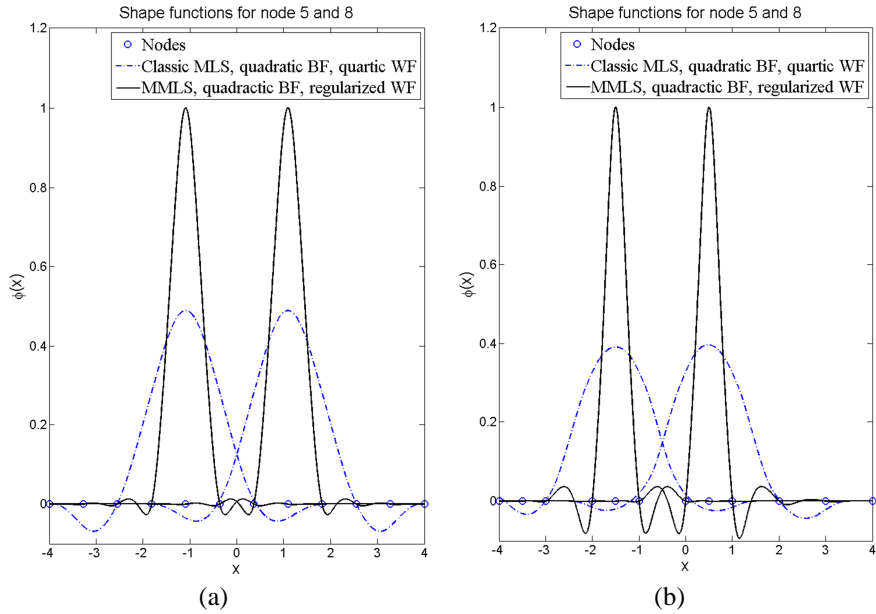 Shape functions for node 5 and 8
1.2
1
0.8
0.6
0.4
0.2
0
ϕ(x)
-4 -3 -2 -1 0 1 2 3 4
x
Nodes
Classic MLS, quadratic BF, quartic WF
MMLS, quadractic BF, regularized WF
(a)
Shape functions for node 5 and 8
1.2
1
0.8
0.6
0.4
0.2
0
ϕ(x)
-4 -3 -2 -1 0 1 2 3 4
x
Nodes
Classic MLS, quadratic BF, quartic WF
MMLS, quadractic BF, regularized WF
(b)